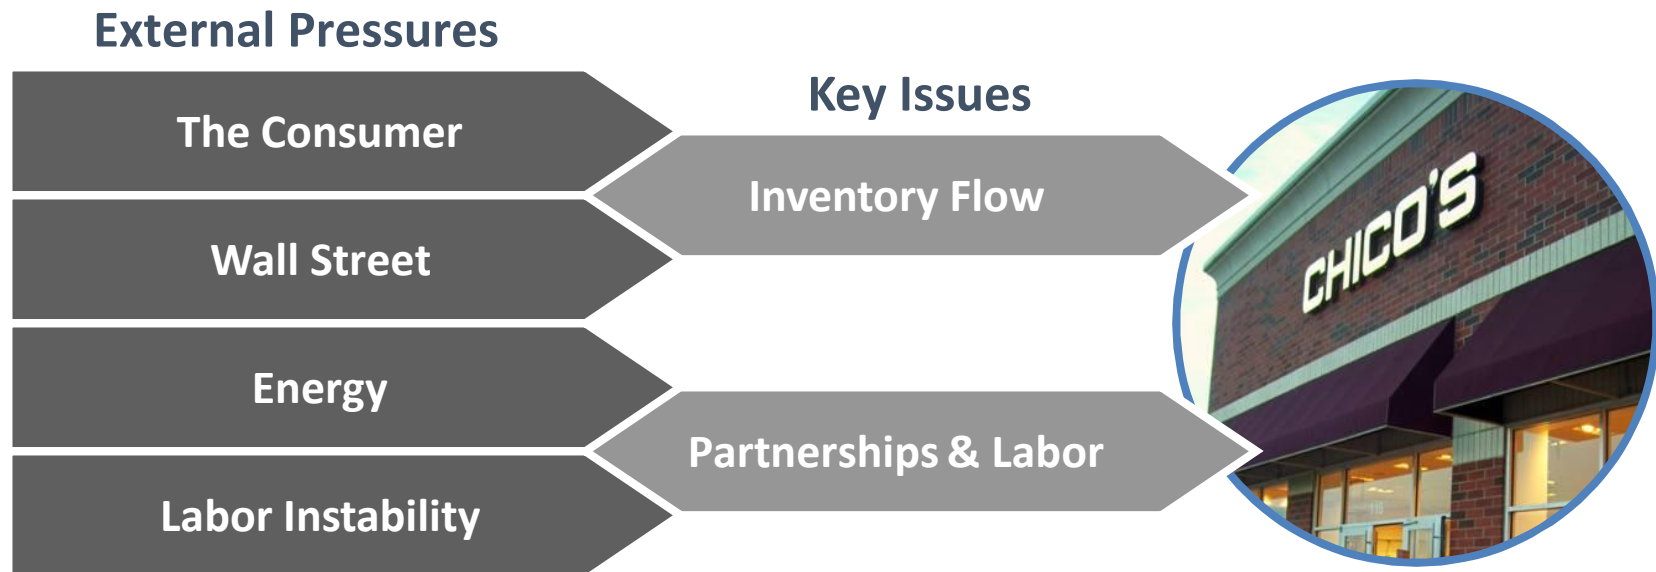 External Pressures
The Consumer
Wall Street
Energy
Labor Instability
Key Issues
Inventory Flow
Partnerships & Labor
CHICO'S